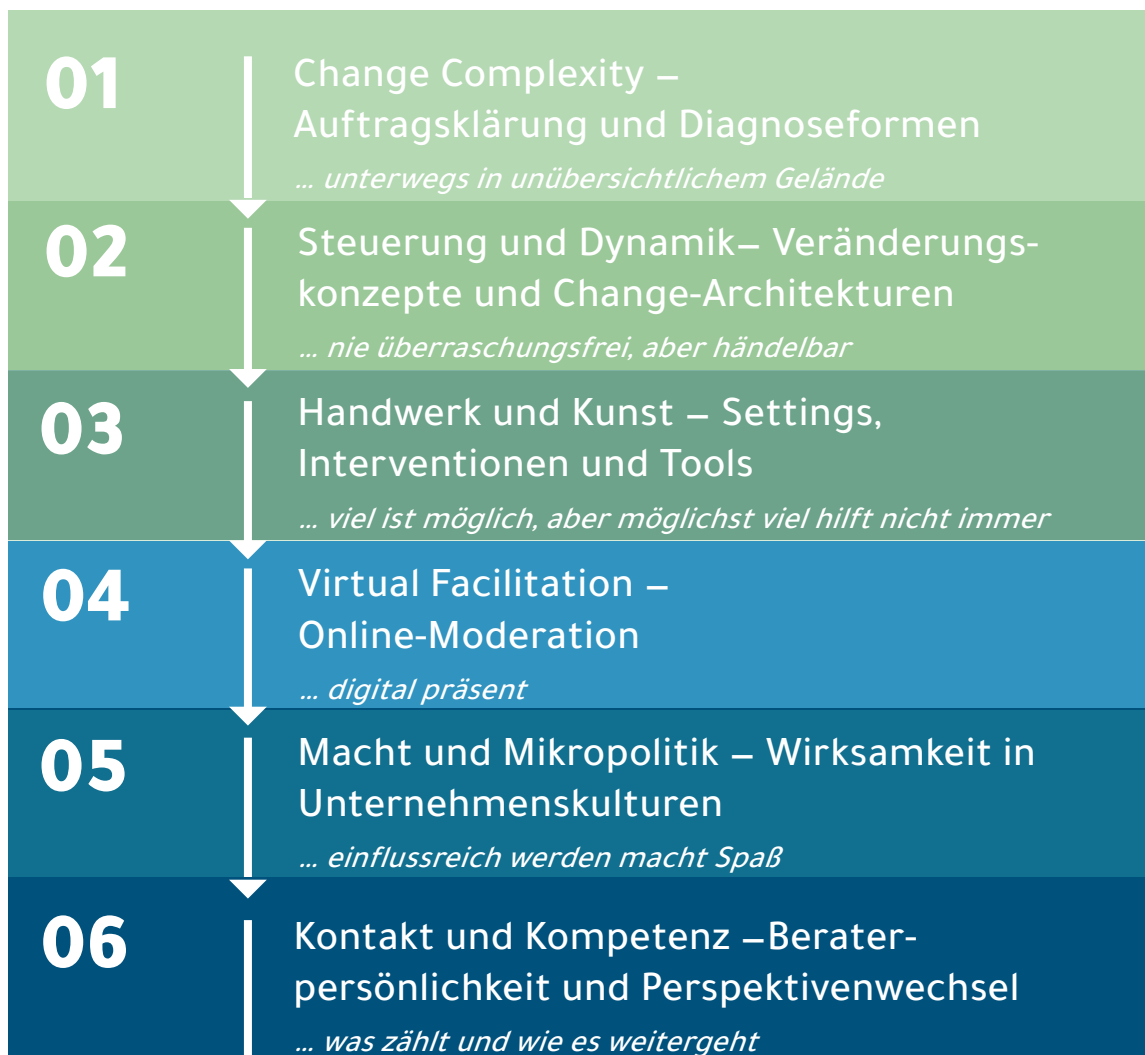 01
Change Complexity –
Auftragsklärung und Diagnoseformen
... unterwegs in unübersichtlichem Gelände
02
Steuerung und Dynamik– Veränderungs-
konzepte und Change-Architekturen
... nie überraschungsfrei, aber händelbar
03
Handwerk und Kunst – Settings,
Interventionen und Tools
... viel ist möglich, aber möglichst viel hilft nicht immer
04
Virtual Facilitation –
Online-Moderation
... digital präsent
05
Macht und Mikropolitik – Wirksamkeit in
Unternehmenskulturen
... einflussreich werden macht Spaß
06
Kontakt und Kompetenz –Berater-
persönlichkeit und Perspektivenwechsel
... was zählt und wie es weitergeht